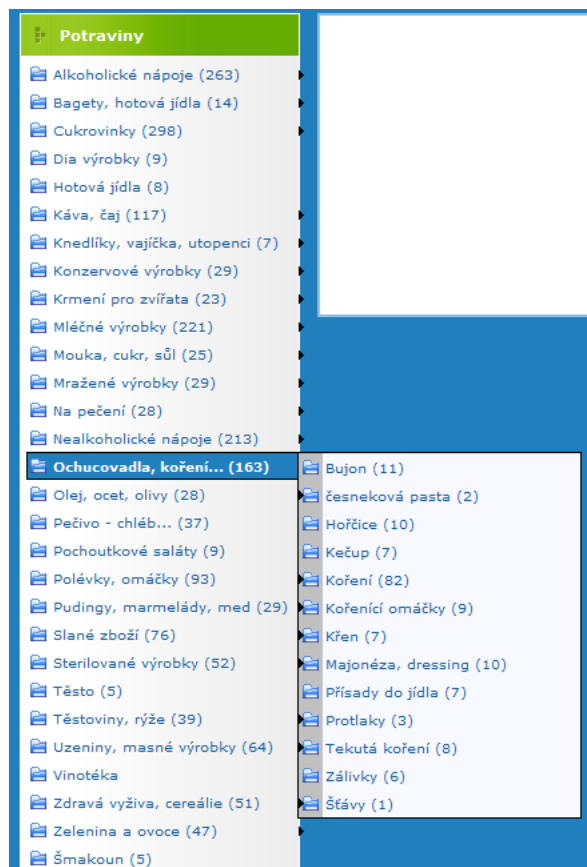 Potraviny
Alkoholické nápoje (263)
Bagety, hotová jídla (14)
Cukrovinky (298)
Dia výrobky (9)
Hotová jídla (8)
Káva, čaj (117)
Knedlíky, vajíčka, utopenci (7)
Konzervové výrobky (29)
Krmení pro zvířata (23)
Mléčné výrobky (221)
Mouka, cukr, sůl (25)
Mražené výrobky (29)
Na pečení (28)
Nealkoholické nápoje (213)
Ochucovadla, koření... (163)
Olej, ocet, olivy (28)
Pečivo - chléb... (37)
Pochoutkové saláty (9)
Polévky, omáčky (93)
Pudingy, marmelády, med (29)
Slané zboží (76)
Sterilované výrobky (52)
Těsto (5)
Těstoviny, rýže (39)
Uzeniny, masné výrobky (64)
Vinotéka
Zdravá vyživa, cereálie (51)
Zelenina a ovoce (47)
Šmakoun (5)
Bujon (11)
česneková pasta (2)
Hořčice (10)
Kečup (7)
Koření (82)
Kořenící omáčky (9)
Křen (7)
Majonéza, dressing (10)
Přísady do jídla (7)
Protlaky (3)
Tekutá koření (8)
Zálivky (6)
Šťávy (1)